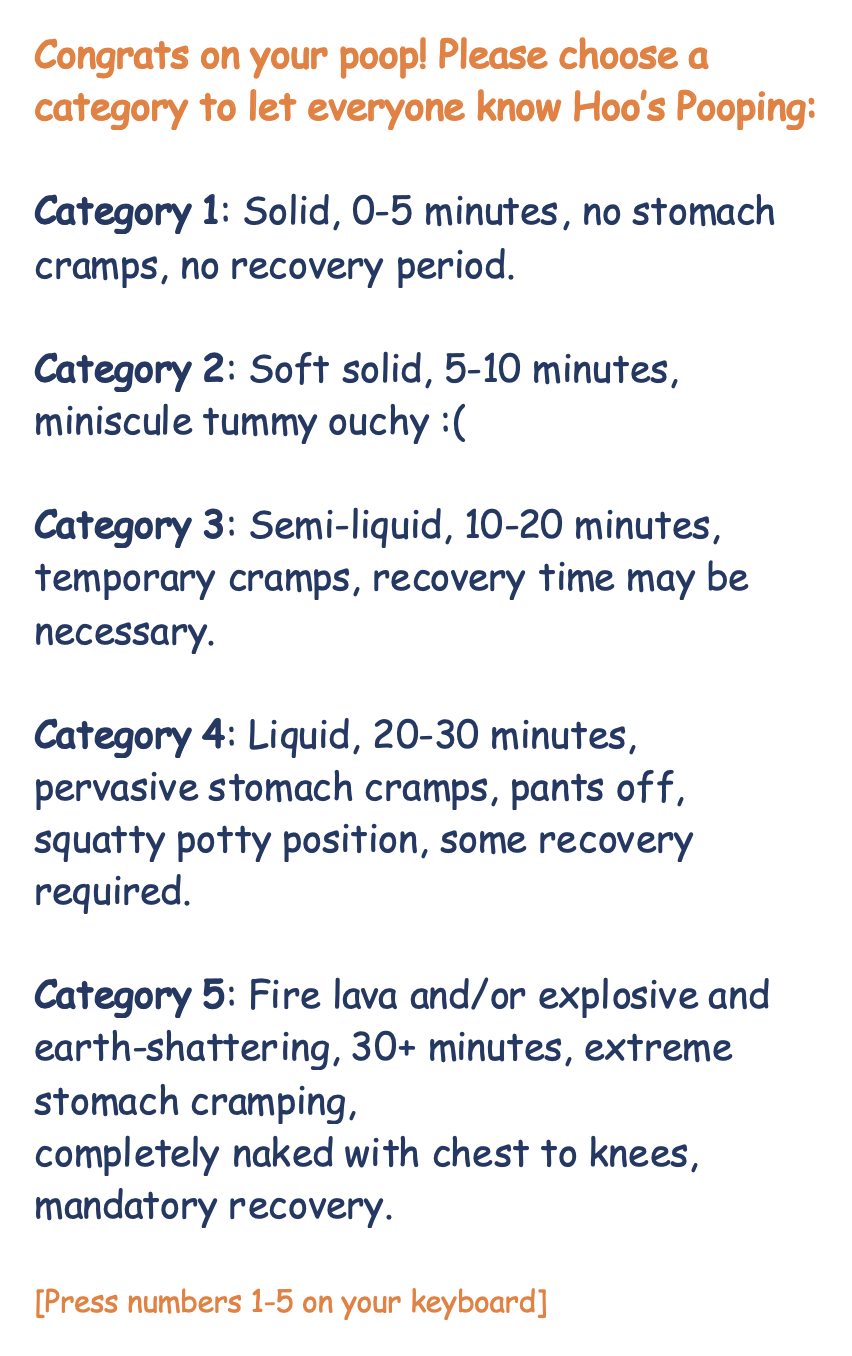 Congrats on your poop! Please choose a
category to let everyone know Hoo's Pooping:
Category 1: Solid, 0-5 minutes, no stomach
cramps, no recovery period.
Category 2: Soft solid, 5-10 minutes,
miniscule tummy ouchy :(
Category 3: Semi-liquid, 10-20 minutes,
temporary cramps, recovery time may be
necessary.
Category 4: Liquid, 20-30 minutes,
pervasive stomach cramps, pants off,
squatty potty position, some recovery
required.
Category 5: Fire lava and/or explosive and
earth-shattering, 30+ minutes, extreme
stomach cramping,
completely naked with chest to knees,
mandatory recovery.
[Press numbers 1-5 on your keyboard]